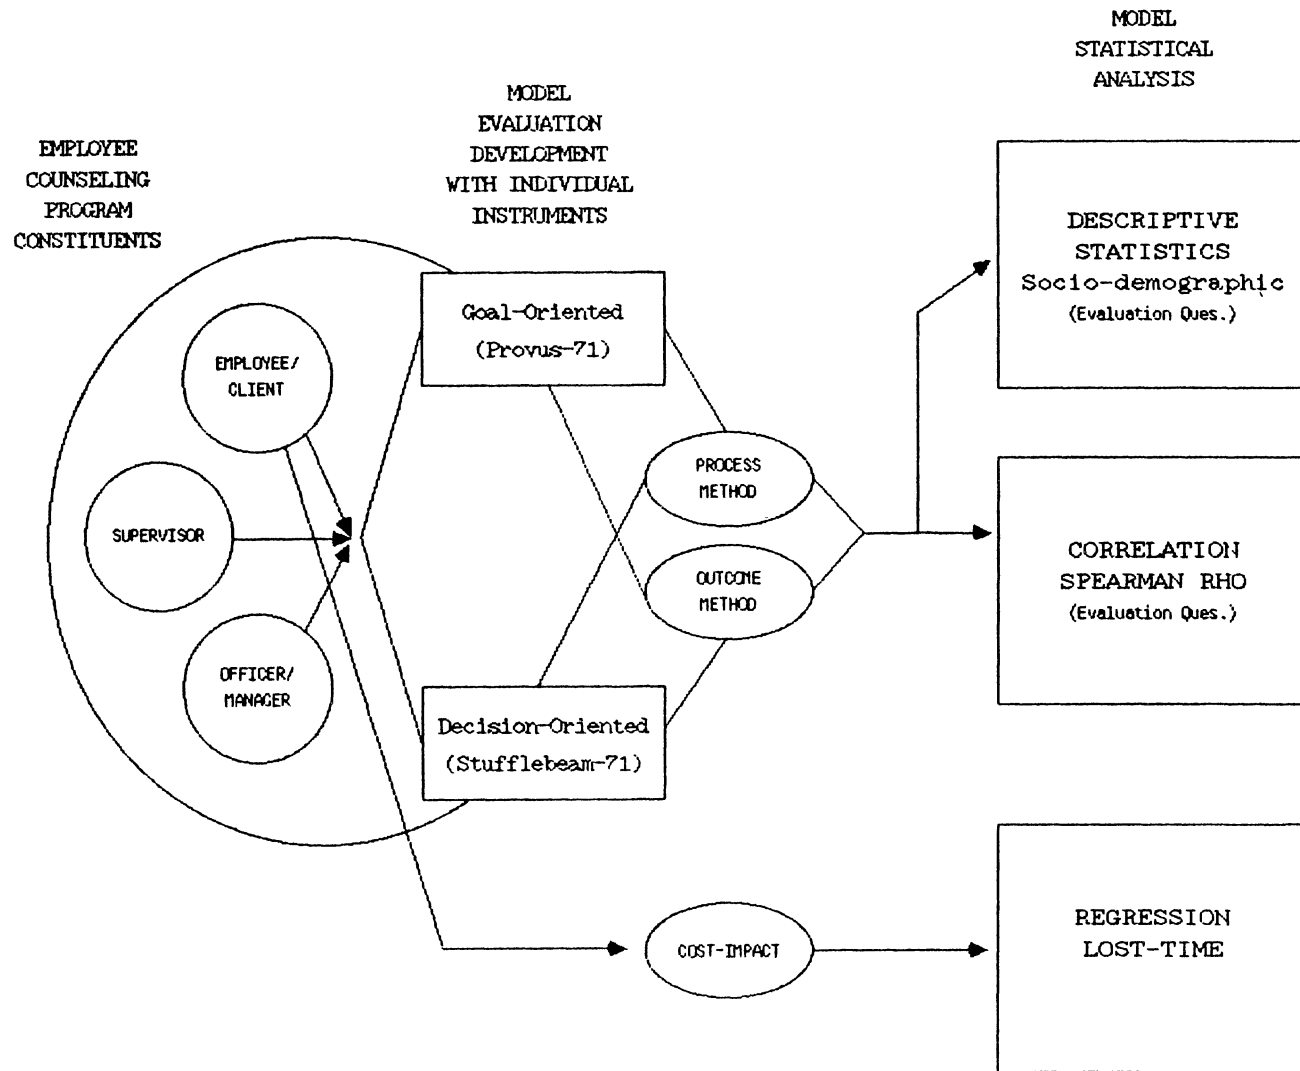 MODEL
STATISTICAL
ANALYSIS
MODEL
EVALUATION
DEVELOPMENT
WITH INDIVIDUAL
INSTRUMENTS
EMPLOYEE
COUNSELING
PROGRAM
CONSTITUENTS
EMPLOYEE/
CLIENT
SUPERVISOR
OFFICER/
MANAGER
Goal-Oriented
(Provus-71)
Decision-Oriented
(Stufflebeam-71)
PROCESS
METHOD
OUTCOME
METHOD
COST-IMPACT
DESCRIPTIVE
STATISTICS
Socio-demographic
(Evaluation Ques.)
CORRELATION
SPEARMAN RHO
(Evaluation Ques.)
REGRESSION
LOST-TIME